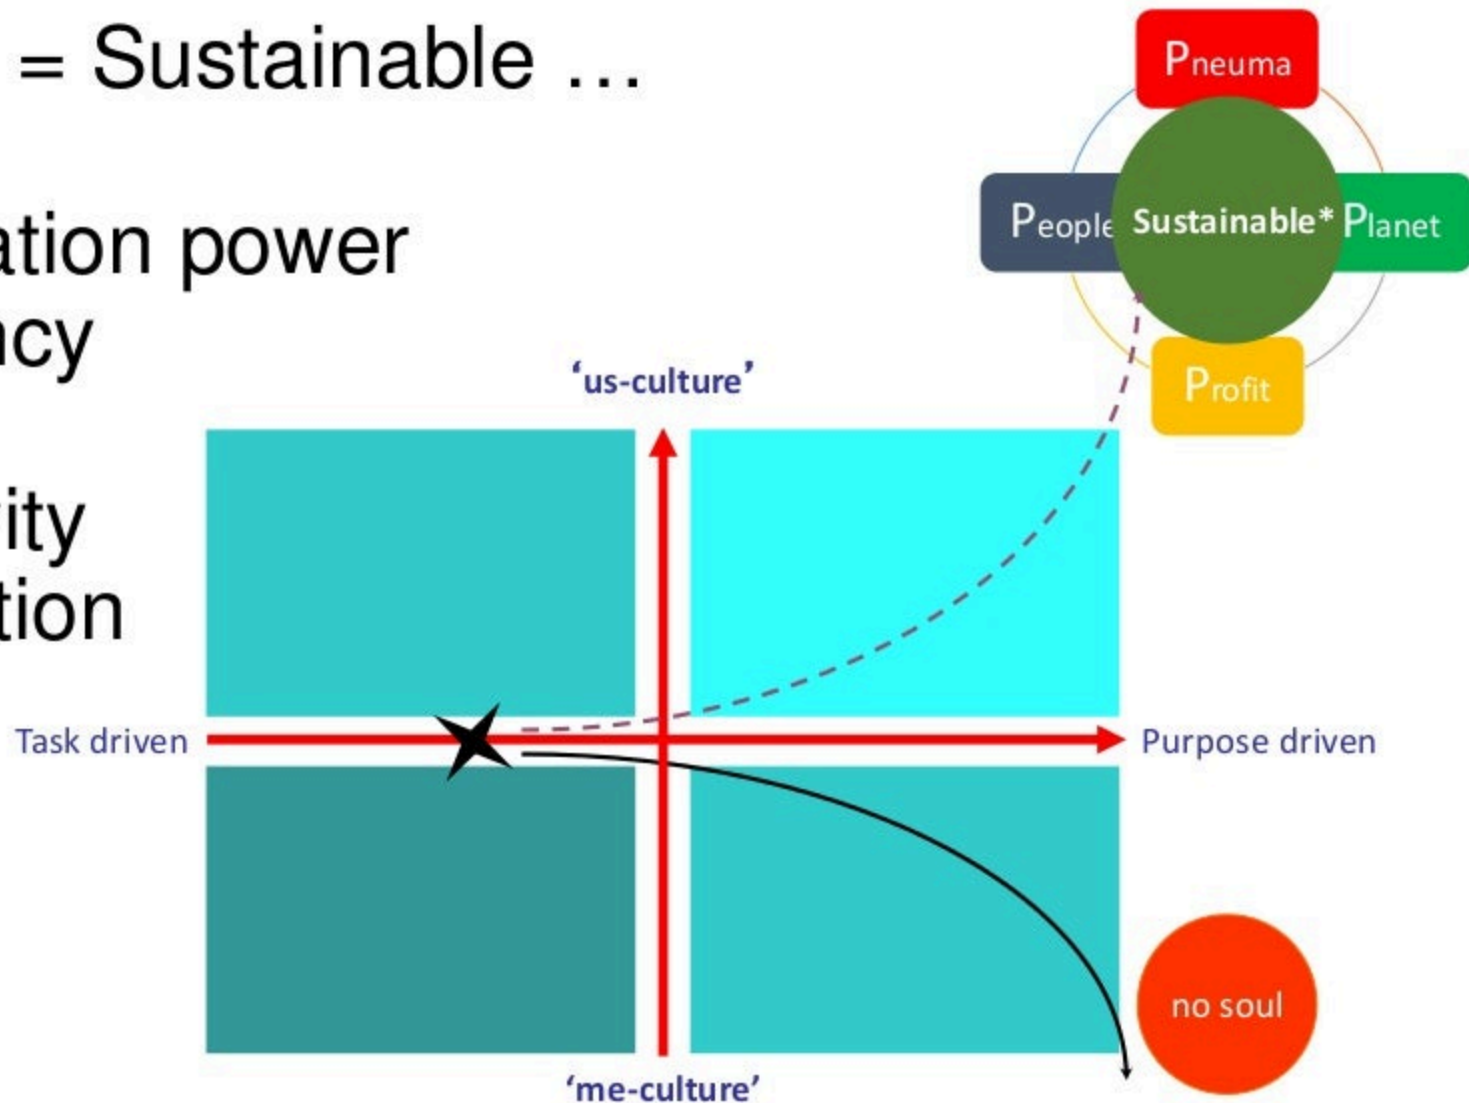 = Sustainable …
ation power
ncy
ity
tion
Pneuma
People
Sustainable*
Planet
Profit
‘us-culture’
Task driven
Purpose driven
no soul
‘me-culture’